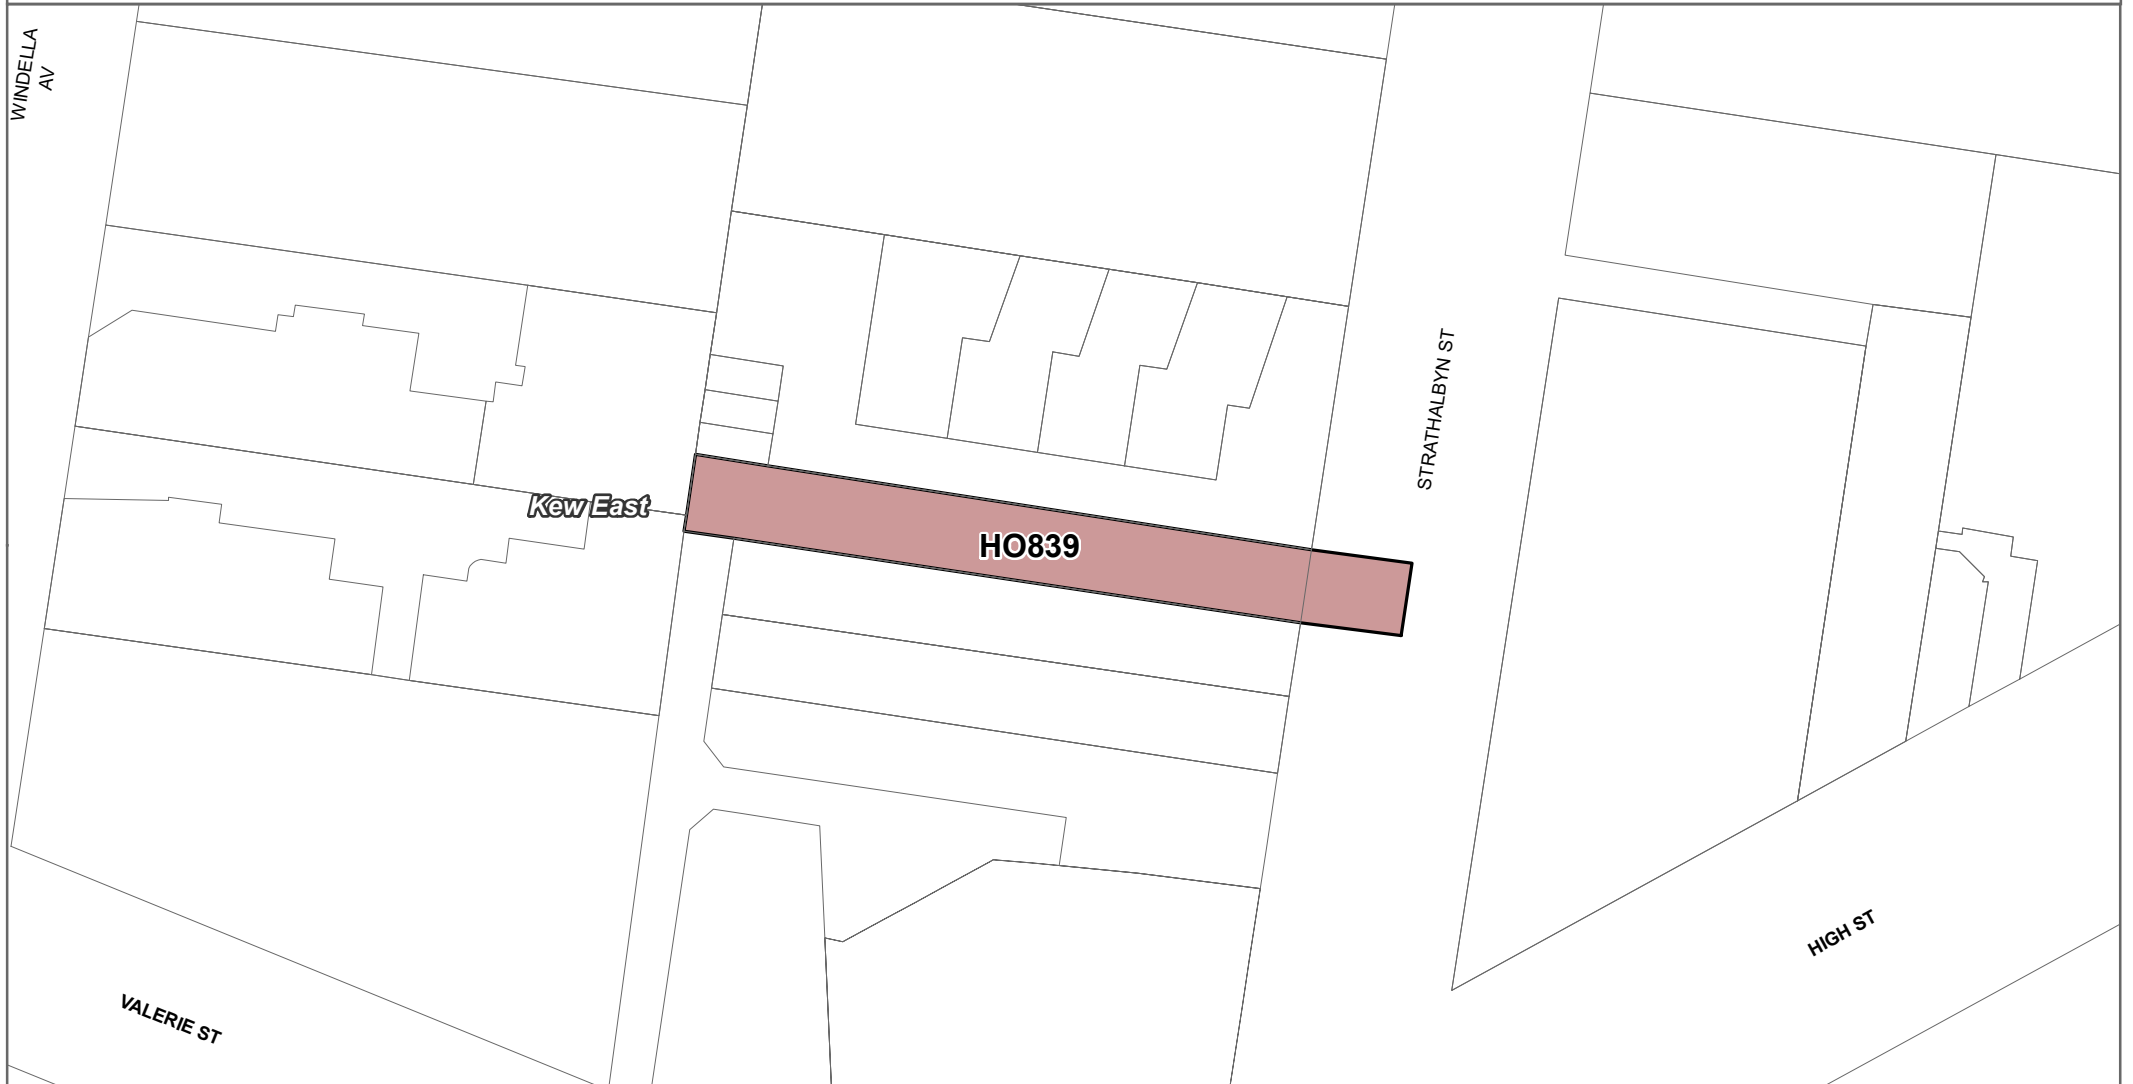 WINDELLA
AV
STRATHALBYN ST
Kew East
HO839
HIGH ST
VALERIE ST